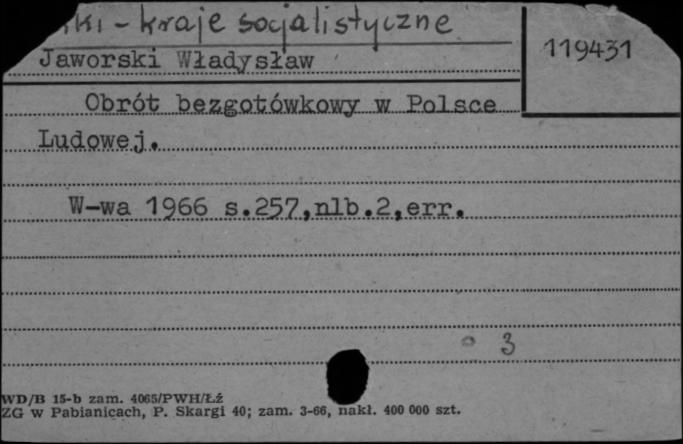 ki - kraje socjalistyczne
119431
Jaworski Władysław
Obrót bezgotówkowy w Polsce
Ludowej.
W-wa 1966 s.257,nlb.2,err.
3
WD/B 15-b zam. 4065/PWH/Łź
ZG w Pabianicach, P. Skargi 40; zam. 3-66, nakł. 400 000 szt.